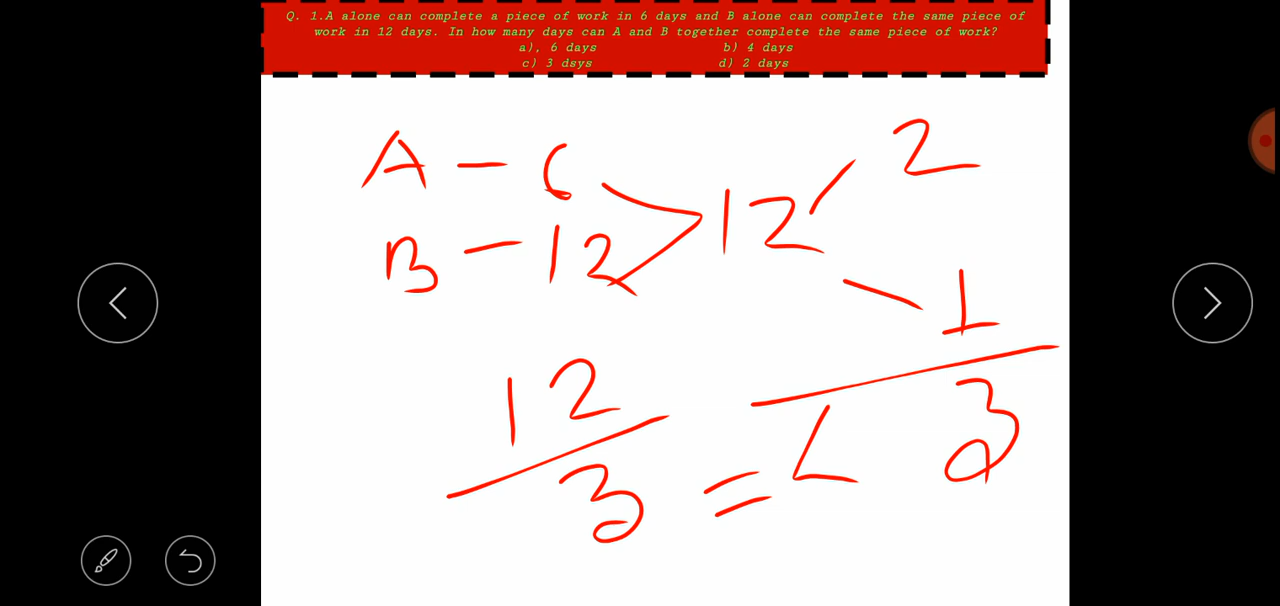 Q. 1.A alone can complete a piece of work in 6 days and B alone can complete the same piece of
work in 12 days. In how many days can A and B together complete the same piece of work?
a), 6 days b) 4 days
c) 3 dsys d) 2 days
A - 6
B - 12
12
2
1
3
12
3
=